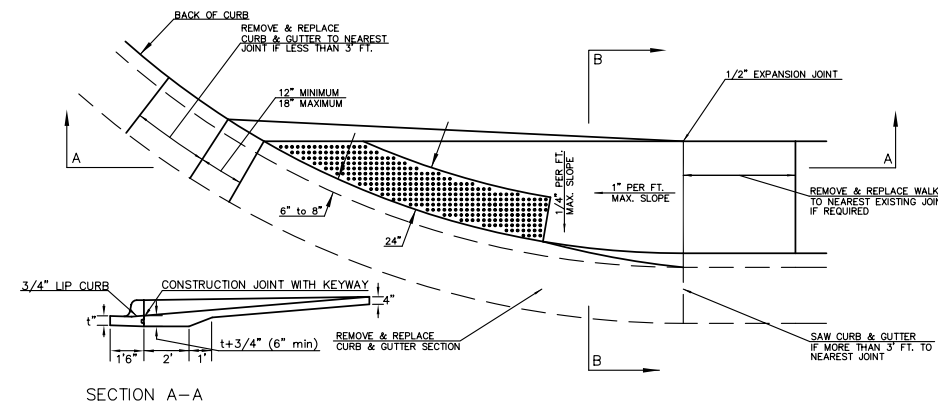 BACK OF CURB
REMOVE & REPLACE
CURB & GUTTER TO NEAREST
JOINT IF LESS THAN 3' FT.
B
1/2" EXPANSION JOINT
12" MINIMUM
18" MAXIMUM
A
A
1/4" PER FT.
MAX. SLOPE
1" PER FT.
MAX. SLOPE
REMOVE & REPLACE WALK
TO NEAREST EXISTING JOIN
IF REQUIRED
6" to 8"
24"
3/4" LIP CURB
CONSTRUCTION JOINT WITH KEYWAY
4"
t"
t+3/4" (6" min)
1'6"
2'
1'
REMOVE & REPLACE
CURB & GUTTER SECTION
SAW CURB & GUTTER
IF MORE THAN 3' FT. TO
NEAREST JOINT
B
SECTION A-A